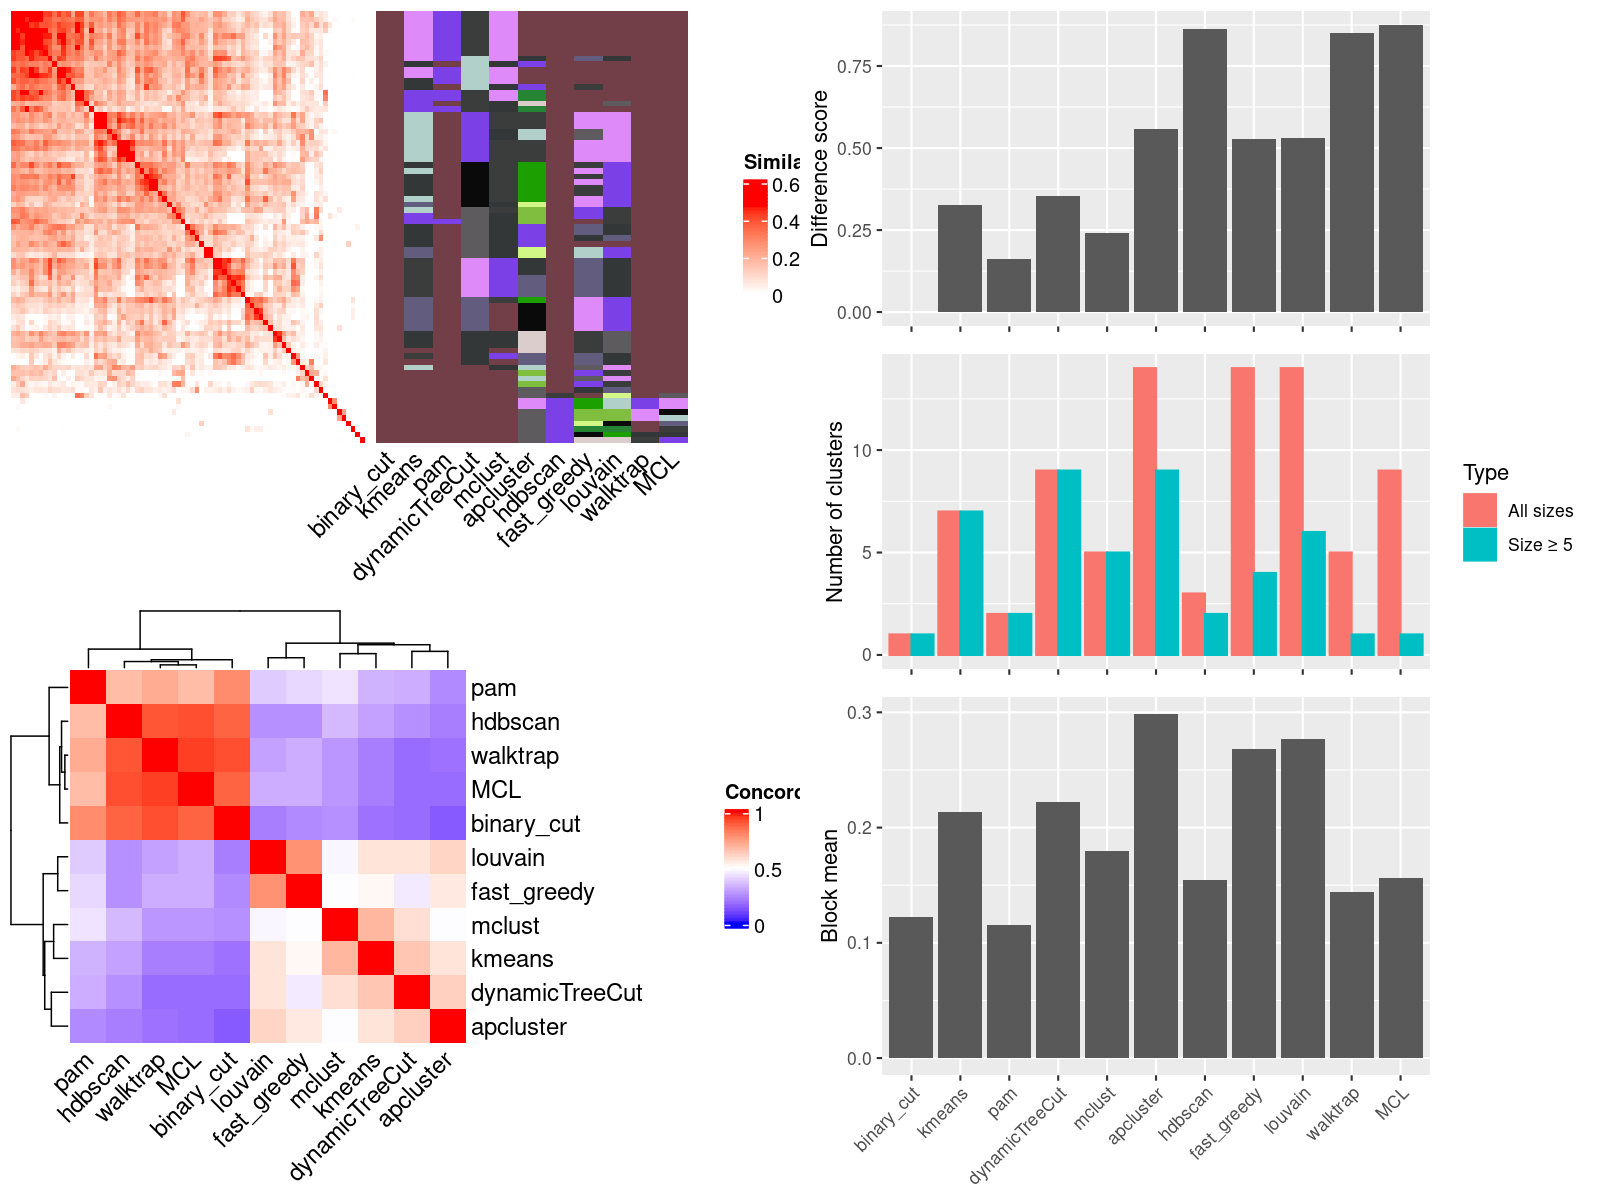 Simila
0.6
0.4
0.2
0
binary_cut
kmeans
pam
dynamicTreeCut
mclust
apcluster
hdbscan
fast_greedy
louvain
walktrap
MCL
pam
hdbscan
walktrap
MCL
binary_cut
louvain
fast_greedy
mclust
kmeans
dynamicTreeCut
apcluster
pam
hdbscan
walktrap
MCL
binary_cut
louvain
fast_greedy
mclust
kmeans
dynamicTreeCut
apcluster
Concord
1
0.5
0
Difference score
0.75
0.50
0.25
0.00
Number of clusters
10
5
0
Type
All sizes
Size ≥ 5
Block mean
0.3
0.2
0.1
0.0
binary_cut
kmeans
pam
dynamicTreeCut
mclust
apcluster
hdbscan
fast_greedy
louvain
walktrap
MCL